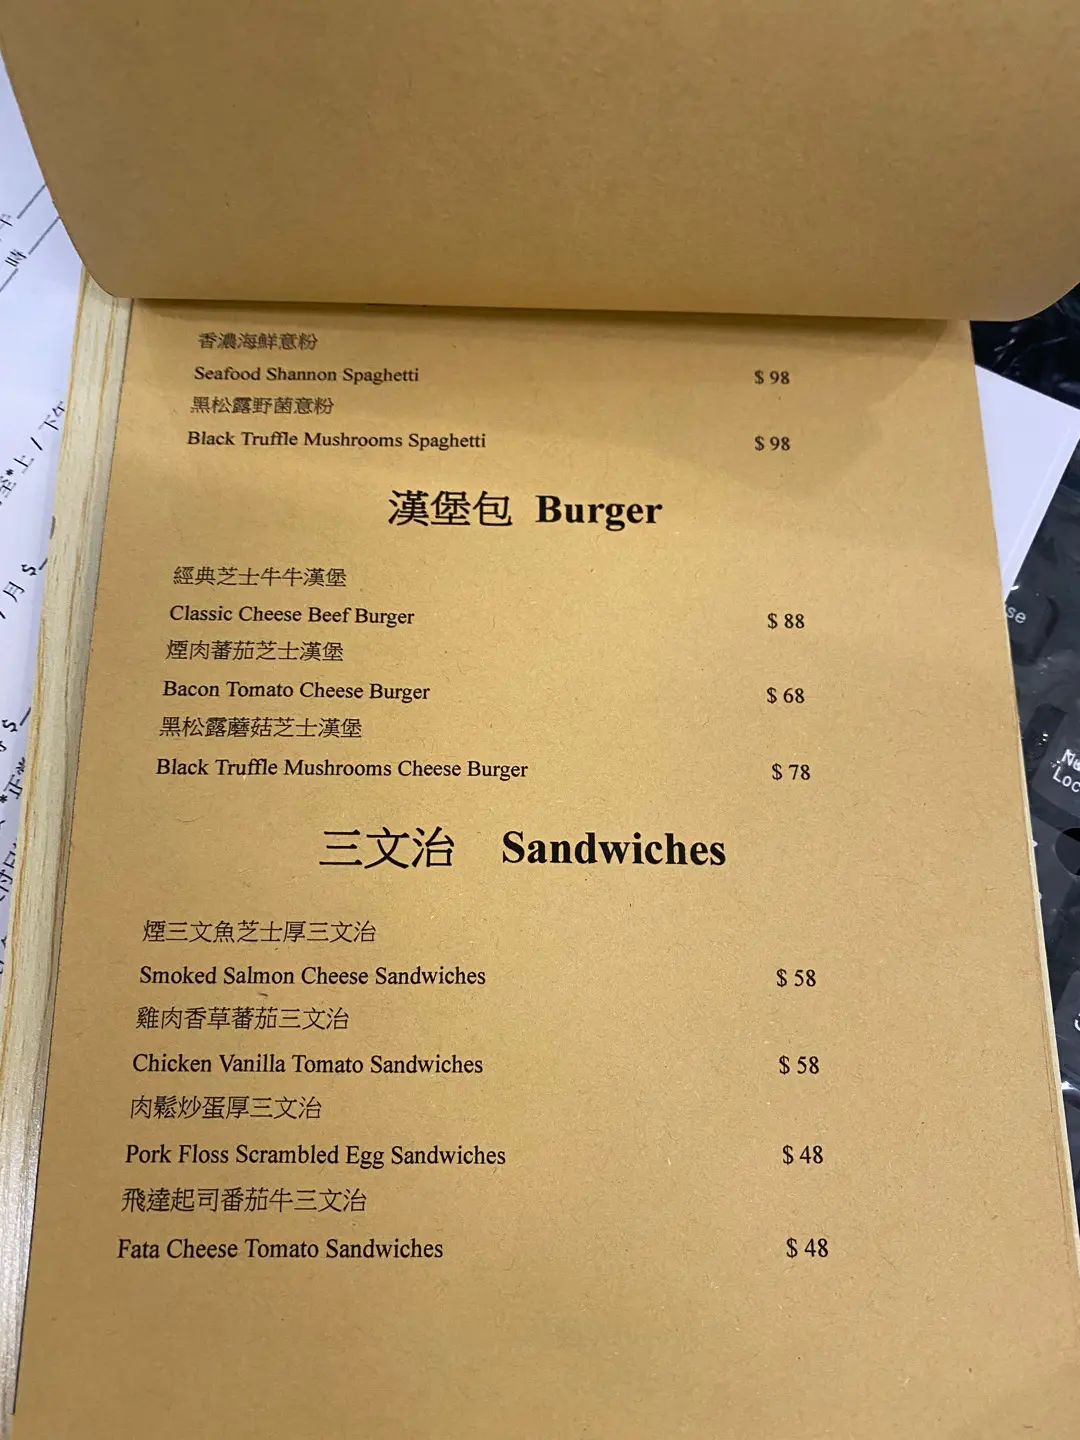 香濃海鮮意粉
Seafood Shannon Spaghetti $ 98
黑松露野菌意粉
Black Truffle Mushrooms Spaghetti $ 98
漢堡包 Burger
經典芝士牛牛漢堡
Classic Cheese Beef Burger $ 88
煙肉蕃茄芝士漢堡
Bacon Tomato Cheese Burger $ 68
黑松露蘑菇芝士漢堡
Black Truffle Mushrooms Cheese Burger $ 78
三文治 Sandwiches
煙三文魚芝士厚三文治
Smoked Salmon Cheese Sandwiches $ 58
雞肉香草蕃茄三文治
Chicken Vanilla Tomato Sandwiches $ 58
肉鬆炒蛋厚三文治
Pork Floss Scrambled Egg Sandwiches $ 48
飛達起司番茄牛三文治
Fata Cheese Tomato Sandwiches $ 48
時
上 / 下午
月